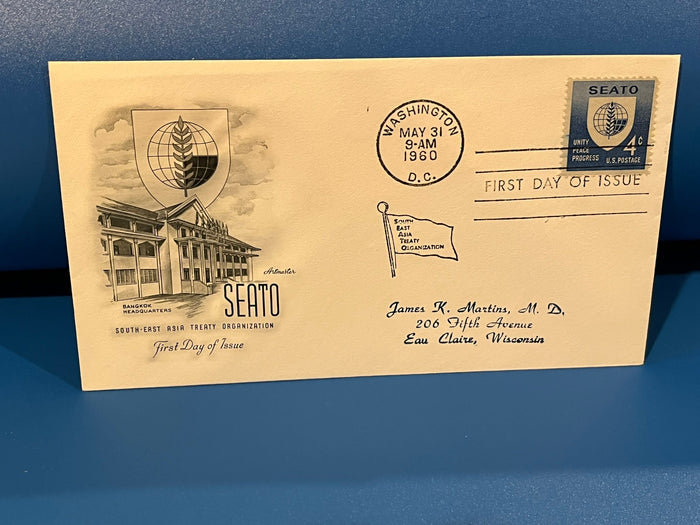 WASHINGTON
MAY 31
9-AM
1960
D.C.
SEATO
UNITY
PEACE
PROGRESS
4¢
U.S. POSTAGE
FIRST DAY OF ISSUE
SOUTH
EAST
ASIA
TREATY
ORGANIZATION
Artmaster
BANGKOK
HEADQUARTERS
SEATO
SOUTH-EAST ASIA TREATY ORGANIZATION
First Day of Issue
James K. Martins, M. D,
206 Fifth Avenue
Eau Claire, Wisconsin